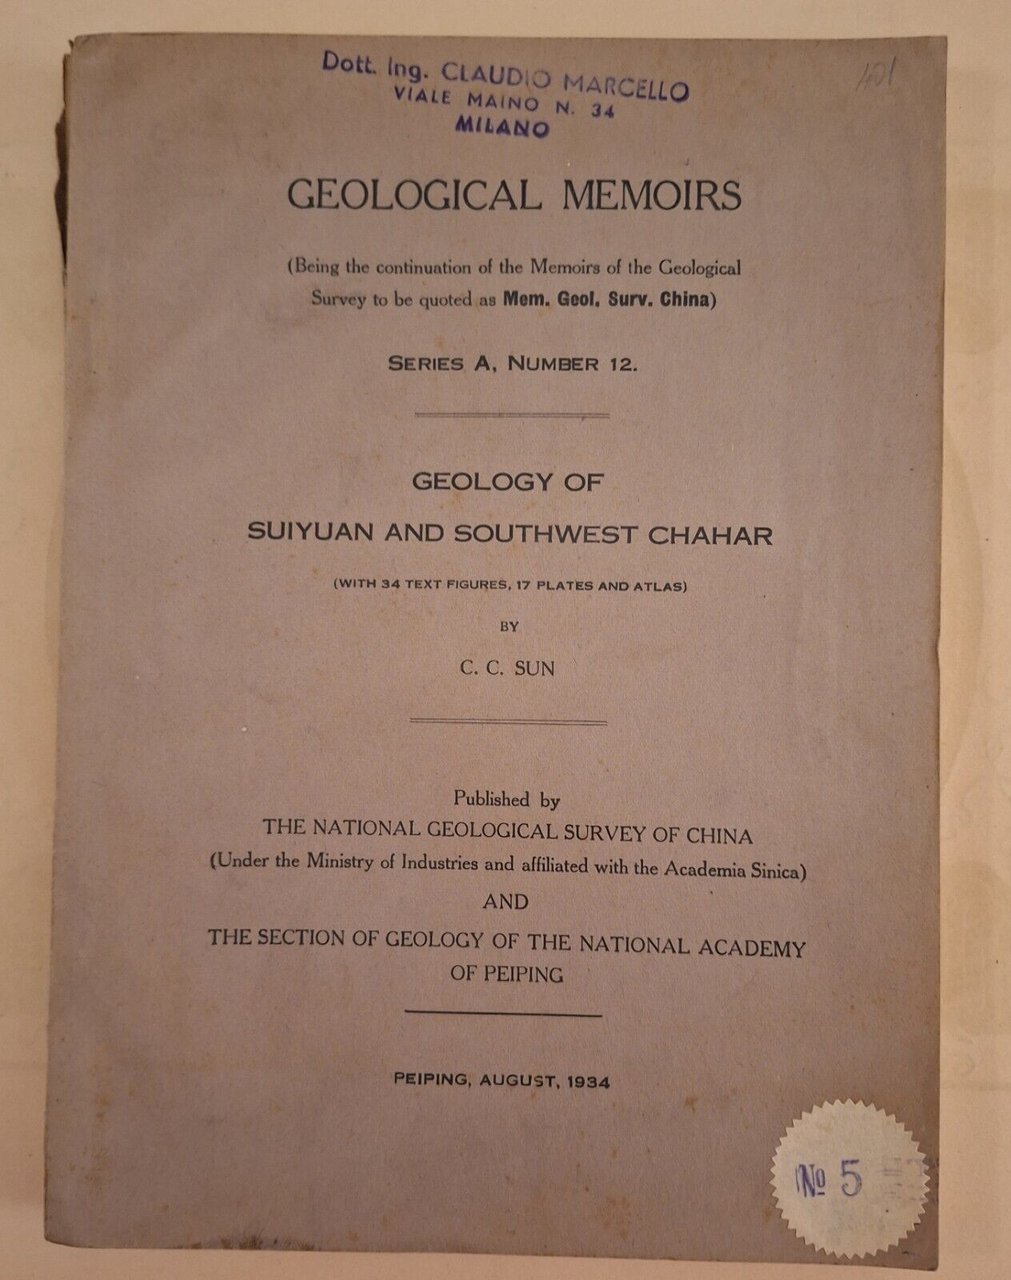 Dott. Ing. CLAUDIO MARCELLO
VIALE MAINO N. 34
MILANO
401
GEOLOGICAL MEMOIRS
(Being the continuation of the Memoirs of the Geological
Survey to be quoted as Mem. Geol. Surv. China)
SERIES A, NUMBER 12.
GEOLOGY OF
SUIYUAN AND SOUTHWEST CHAHAR
(WITH 34 TEXT FIGURES, 17 PLATES AND ATLAS)
BY
C. C. SUN
Published by
THE NATIONAL GEOLOGICAL SURVEY OF CHINA
(Under the Ministry of Industries and affiliated with the Academia Sinica)
AND
THE SECTION OF GEOLOGY OF THE NATIONAL ACADEMY
OF PEIPING
PEIPING, AUGUST, 1934
№ 5